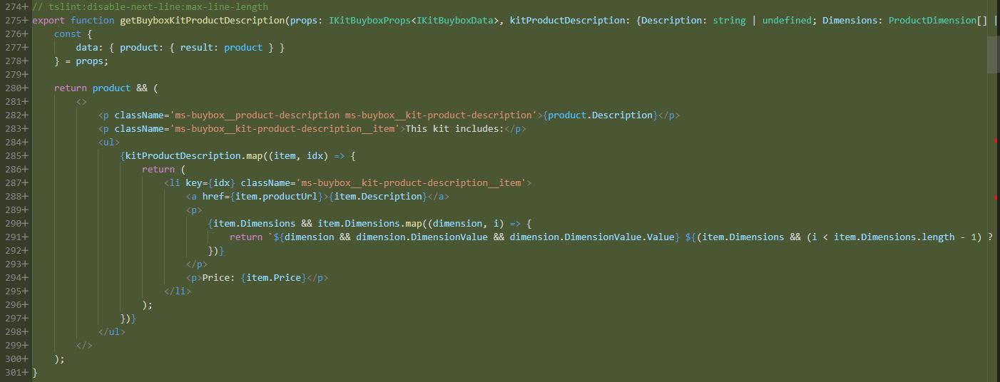 274+ // tslint:disable-next-line:max-line-length
275+ export function getBuyboxKitProductDescription(props: IKitBuyboxProps<IKitBuyboxData>, kitProductDescription: {Description: string | undefined; Dimensions: ProductDimension[] |
276+     const {
277+         data: { product: { result: product } }
278+     } = props;
279+
280+     return product && (
281+         <>
282+             <p className='ms-buybox__product-description ms-buybox__kit-product-description'>{product.Description}</p>
283+             <p className='ms-buybox__kit-product-description__item'>This kit includes:</p>
284+             <ul>
285+                 {kitProductDescription.map((item, idx) => {
286+                     return (
287+                         <li key={idx} className='ms-buybox__kit-product-description__item'>
288+                             <a href={item.productUrl}>{item.Description}</a>
289+                             <p>
290+                                 {item.Dimensions && item.Dimensions.map((dimension, i) => {
291+                                     return `${dimension && dimension.DimensionValue && dimension.DimensionValue.Value} ${(item.Dimensions && (i < item.Dimensions.length - 1) ?
292+                                 })}
293+                             </p>
294+                             <p>Price: {item.Price}</p>
295+                         </li>
296+                     );
297+                 })}
298+             </ul>
299+         </>
300+     );
301+ }